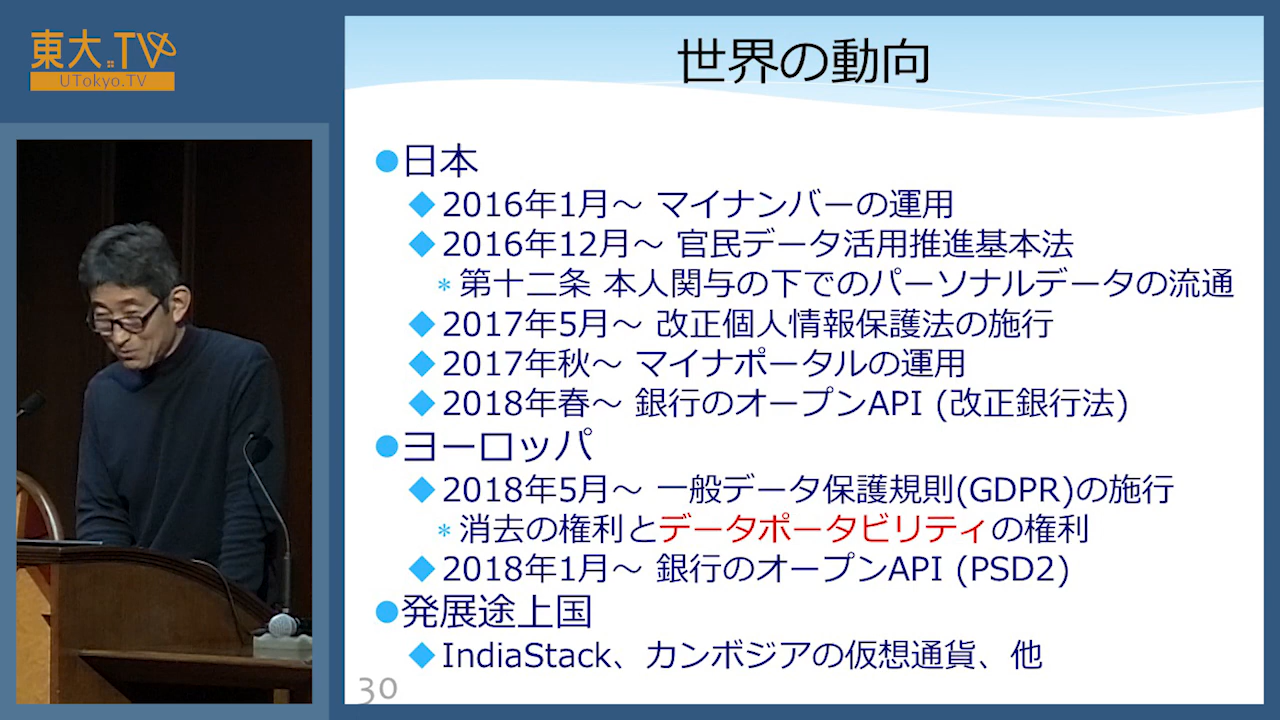 東大.TV
UTokyo.TV
世界の動向
●日本
◆2016年1月～ マイナンバーの運用
◆2016年12月～ 官民データ活用推進基本法
＊第十二条 本人関与の下でのパーソナルデータの流通
◆2017年5月～ 改正個人情報保護法の施行
◆2017年秋～ マイナポータルの運用
◆2018年春～ 銀行のオープンAPI (改正銀行法)
●ヨーロッパ
◆2018年5月～ 一般データ保護規則(GDPR)の施行
＊消去の権利とデータポータビリティの権利
◆2018年1月～ 銀行のオープンAPI (PSD2)
●発展途上国
◆IndiaStack、カンボジアの仮想通貨、他
30